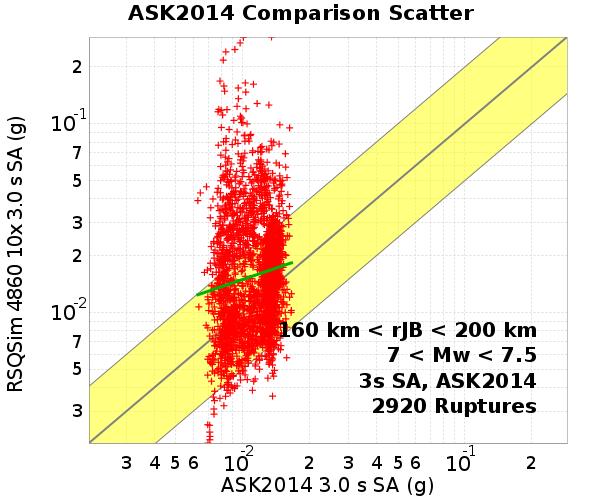 ASK2014 Comparison Scatter
RSQSim 4860 10x 3.0 s SA (g)
2
10^-1
7
5
3
2
10^-2
7
5
3
160 km < rJB < 200 km
7 < Mw < 7.5
3s SA, ASK2014
2920 Ruptures
3 4 5 6 10^-2 2 3 4 5 6 10^-1 2
ASK2014 3.0 s SA (g)